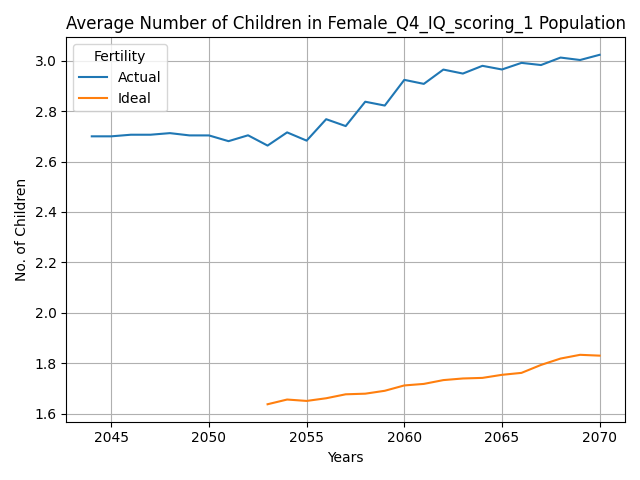 Average Number of Children in Female_Q4_IQ_scoring_1 Population
Fertility
Actual
Ideal
No. of Children
3.0
2.8
2.6
2.4
2.2
2.0
1.8
1.6
2045
2050
2055
2060
2065
2070
Years